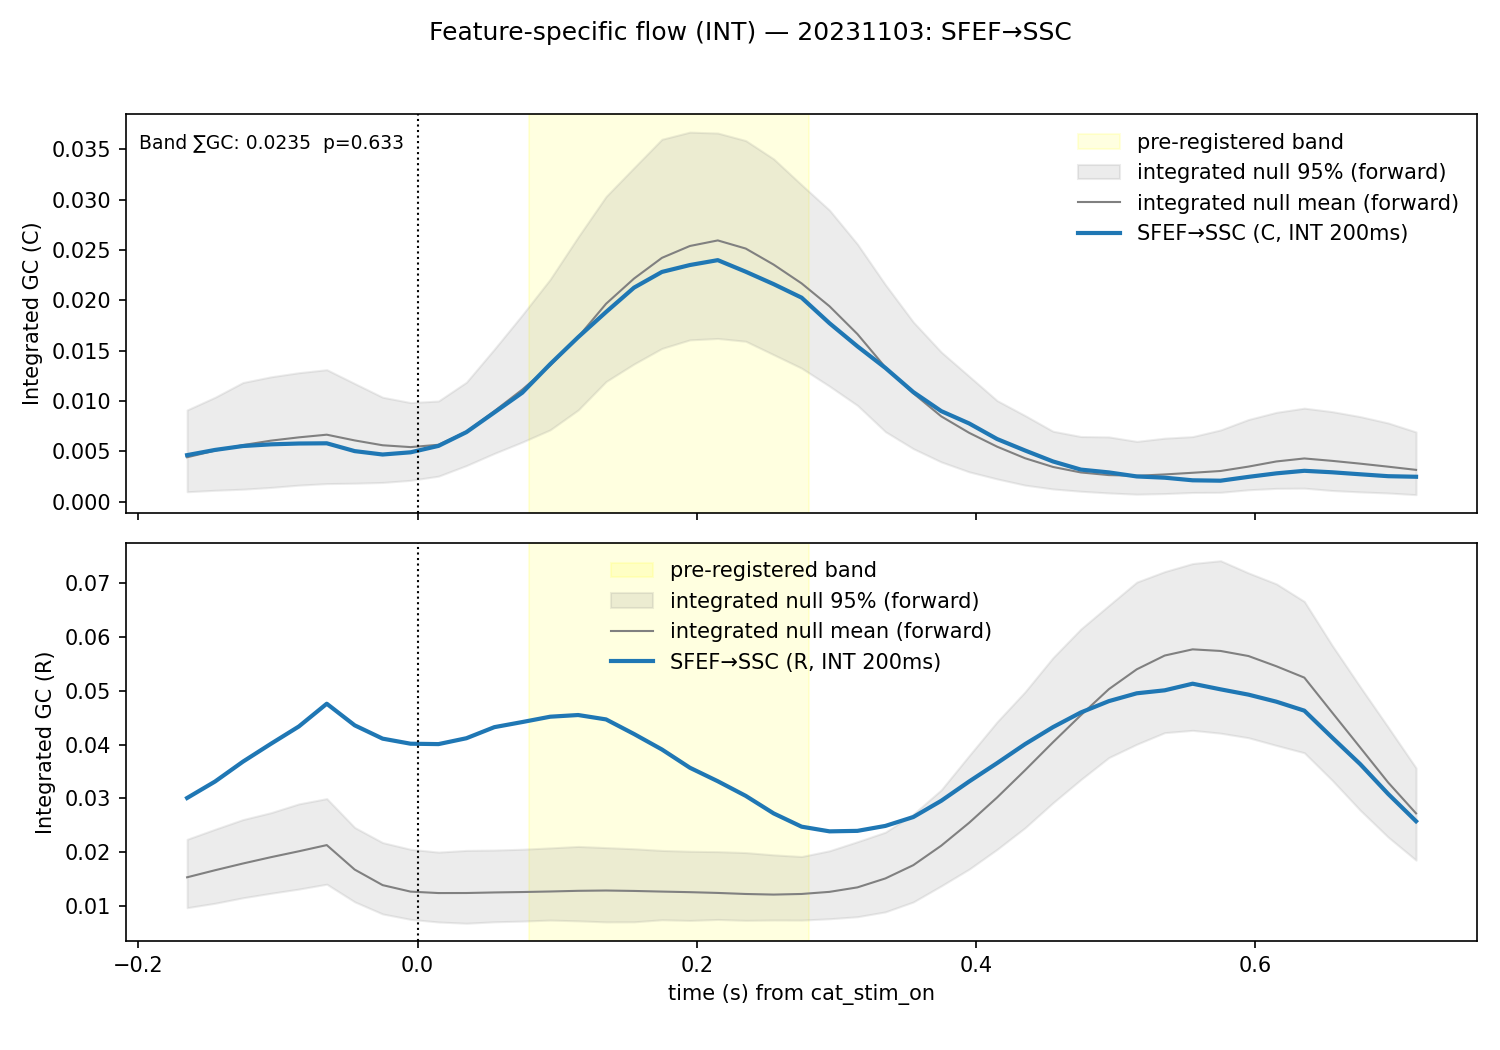 Feature-specific flow (INT) — 20231103: SFEF→SSC
Band ∑GC: 0.0235  p=0.633
pre-registered band
integrated null 95% (forward)
integrated null mean (forward)
SFEF→SSC (C, INT 200ms)
Integrated GC (C)
0.035
0.030
0.025
0.020
0.015
0.010
0.005
0.000
pre-registered band
integrated null 95% (forward)
integrated null mean (forward)
SFEF→SSC (R, INT 200ms)
Integrated GC (R)
0.07
0.06
0.05
0.04
0.03
0.02
0.01
−0.2
0.0
0.2
0.4
0.6
time (s) from cat_stim_on